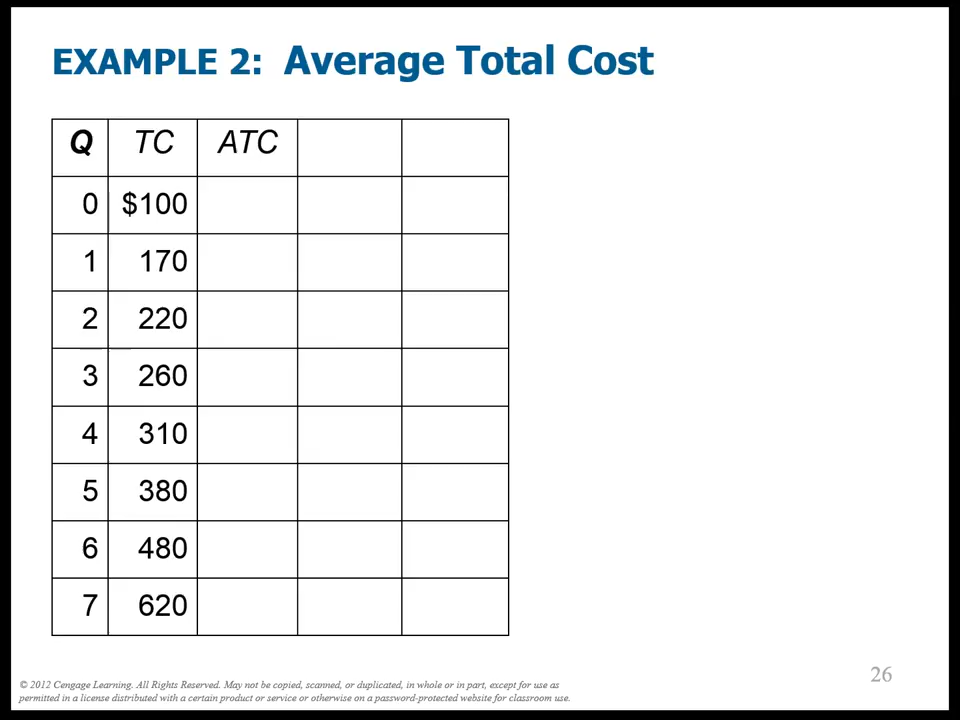 EXAMPLE 2: Average Total Cost
Q TC ATC
0 $100
1 170
2 220
3 260
4 310
5 380
6 480
7 620
26
© 2012 Cengage Learning. All Rights Reserved. May not be copied, scanned, or duplicated, in whole or in part, except for use as
permitted in a license distributed with a certain product or service or otherwise on a password-protected website for classroom use.